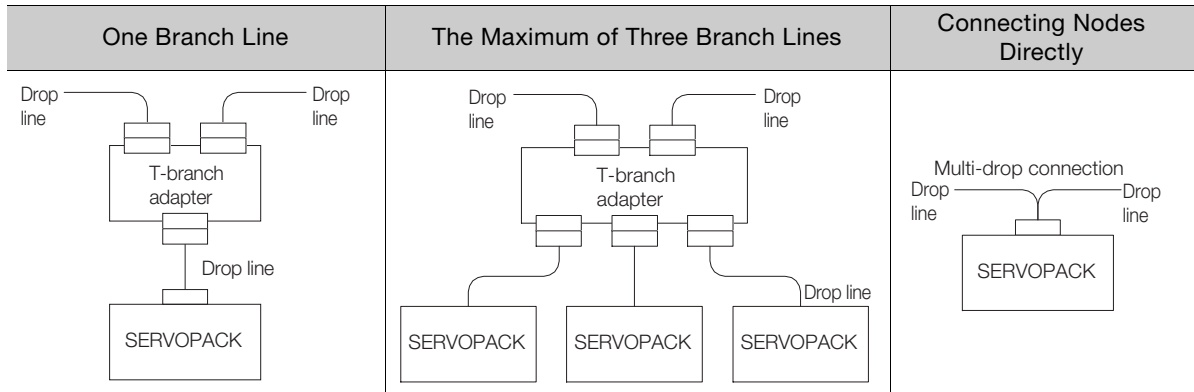 One Branch Line
The Maximum of Three Branch Lines
Connecting Nodes
Directly
Drop
line
Drop
line
T-branch
adapter
Drop line
SERVOPACK
Drop
line
Drop
line
T-branch
adapter
Drop line
SERVOPACK
SERVOPACK
SERVOPACK
Multi-drop connection
Drop
line
Drop
line
SERVOPACK